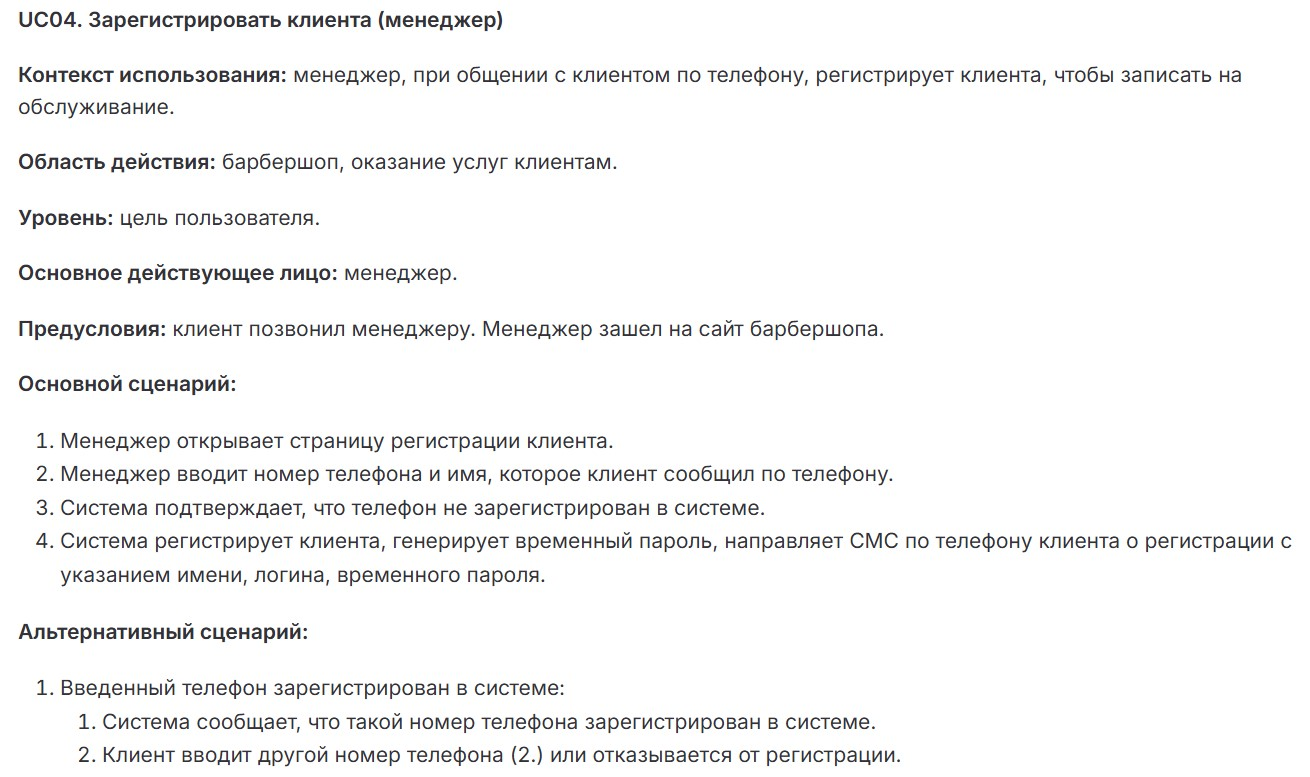 UC04. Зарегистрировать клиента (менеджер)
Контекст использования: менеджер, при общении с клиентом по телефону, регистрирует клиента, чтобы записать на
обслуживание.
Область действия: барбершоп, оказание услуг клиентам.
Уровень: цель пользователя.
Основное действующее лицо: менеджер.
Предусловия: клиент позвонил менеджеру. Менеджер зашел на сайт барбершопа.
Основной сценарий:
1. Менеджер открывает страницу регистрации клиента.
2. Менеджер вводит номер телефона и имя, которое клиент сообщил по телефону.
3. Система подтверждает, что телефон не зарегистрирован в системе.
4. Система регистрирует клиента, генерирует временный пароль, направляет СМС по телефону клиента о регистрации с
указанием имени, логина, временного пароля.
Альтернативный сценарий:
1. Введенный телефон зарегистрирован в системе:
1. Система сообщает, что такой номер телефона зарегистрирован в системе.
2. Клиент вводит другой номер телефона (2.) или отказывается от регистрации.